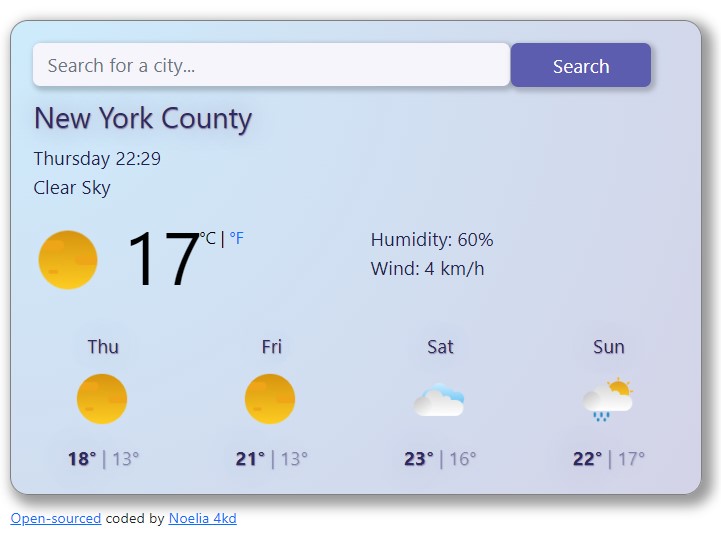 Search for a city...
Search
New York County
Thursday 22:29
Clear Sky
17°C | °F
Humidity: 60%
Wind: 4 km/h
Thu Fri Sat Sun
18° | 13° 21° | 13° 23° | 16° 22° | 17°
Open-sourced coded by Noelia 4kd